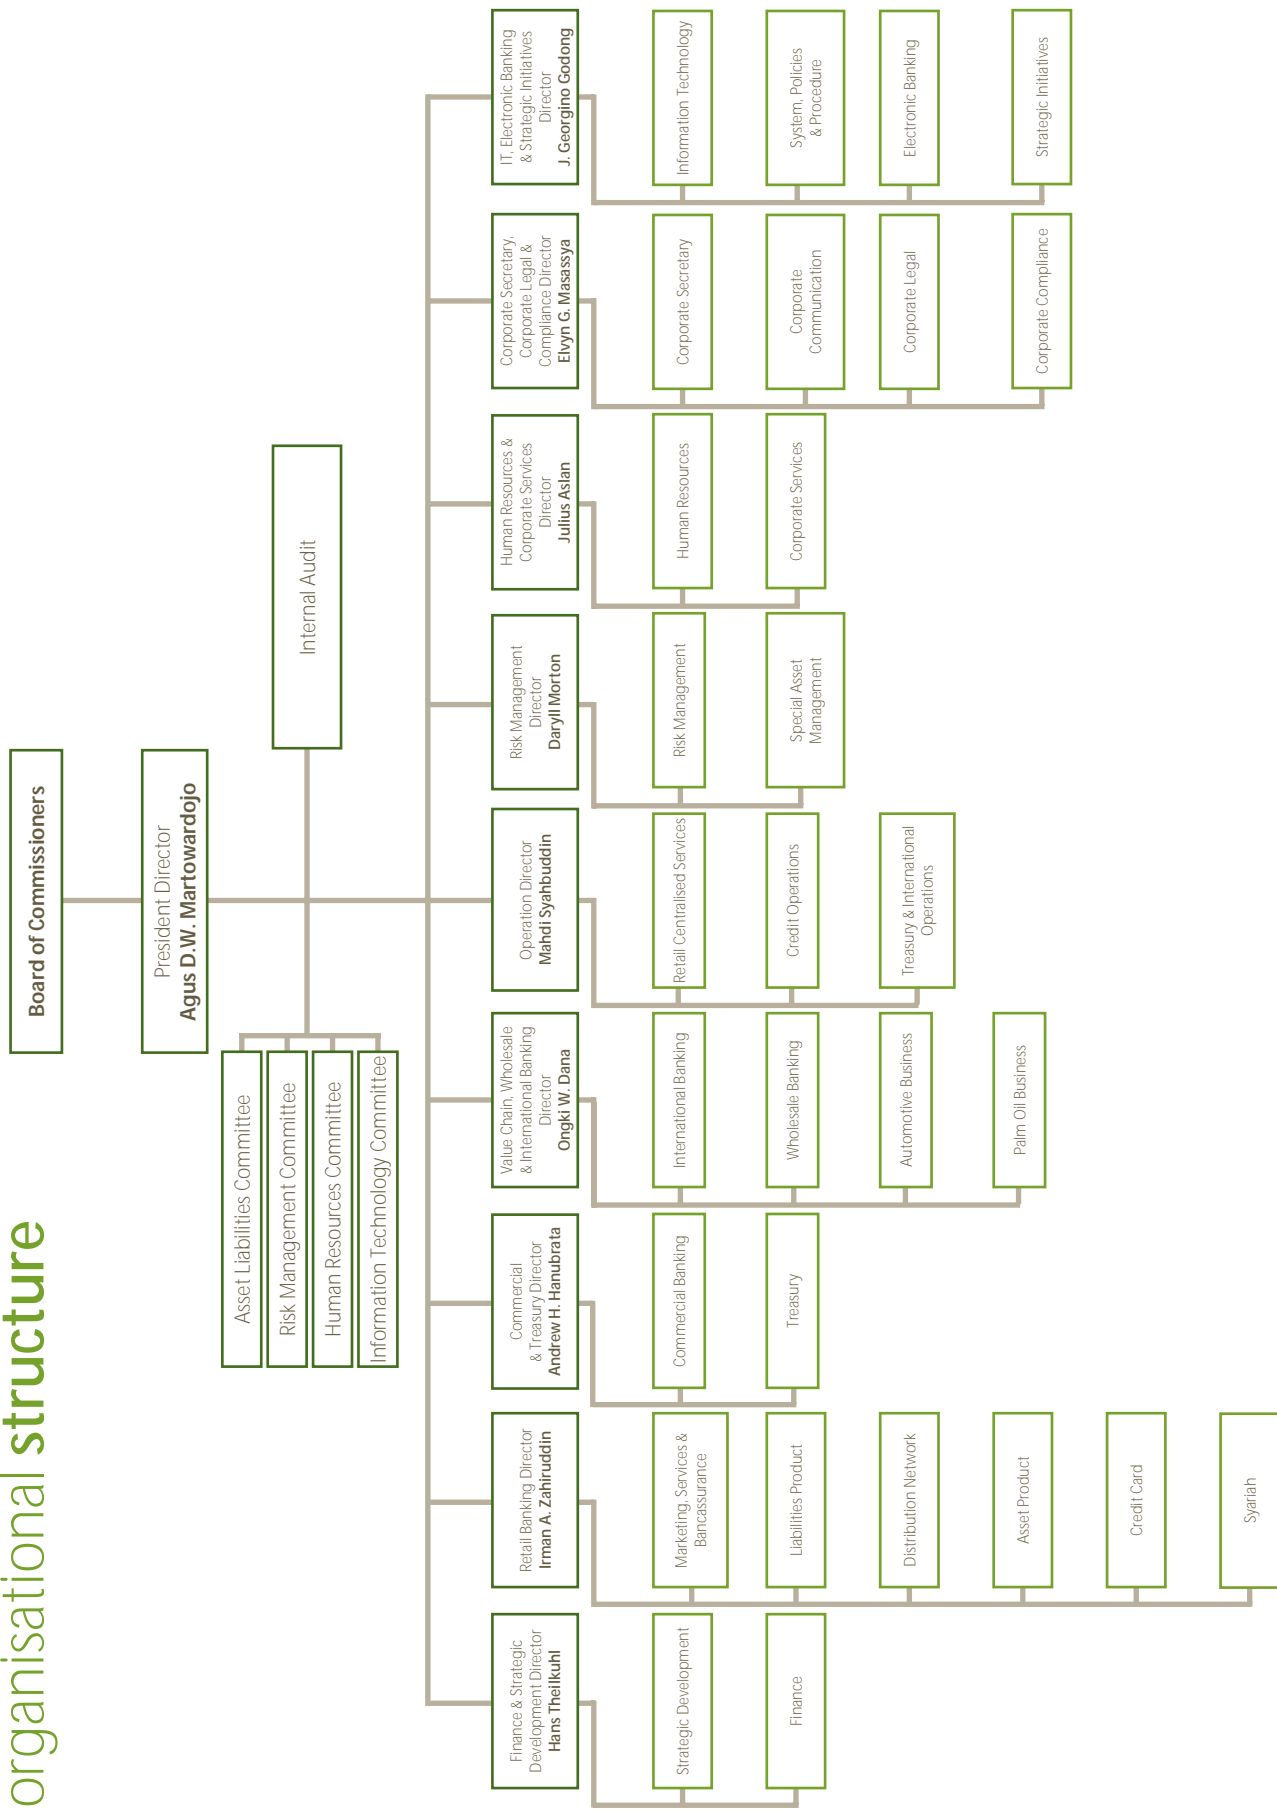 organisational structure
Board of Commissioners
President Director
Agus D.W. Martowardojo
Internal Audit
Asset Liabilities Committee
Risk Management Committee
Human Resources Committee
Information Technology Committee
Finance & Strategic
Development Director
Hans Theilkuhl
Strategic Development
Finance
Retail Banking Director
Irman A. Zahiruddin
Marketing, Services &
Bancassurance
Liabilities Product
Distribution Network
Asset Product
Credit Card
Syariah
Commercial
& Treasury Director
Andrew H. Hanubrata
Commercial Banking
Treasury
Value Chain, Wholesale
& International Banking
Director
Ongki W. Dana
International Banking
Wholesale Banking
Automotive Business
Palm Oil Business
Operation Director
Mahdi Syahbuddin
Retail Centralised Services
Credit Operations
Treasury & International
Operations
Risk Management
Director
Daryll Morton
Risk Management
Special Asset
Management
Human Resources &
Corporate Services
Director
Julius Aslan
Human Resources
Corporate Services
Corporate Secretary,
Corporate Legal &
Compliance Director
Elvyn G. Masassya
Corporate Secretary
Corporate
Communication
Corporate Legal
Corporate Compliance
IT, Electronic Banking
& Strategic Initiatives
Director
J. Georgino Godong
Information Technology
System, Policies
& Procedure
Electronic Banking
Strategic Initiatives